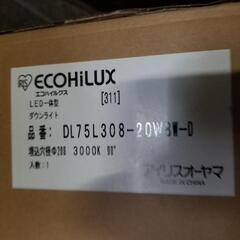 ECOHiLUX
エコハイルクス
LED一体型 [311]
ダウンライト
品番: DL75L308-20W8W-D
埋込穴径Φ200 3000K 90°
入数: 1
アイリスオーヤマ
MADE IN CHINA